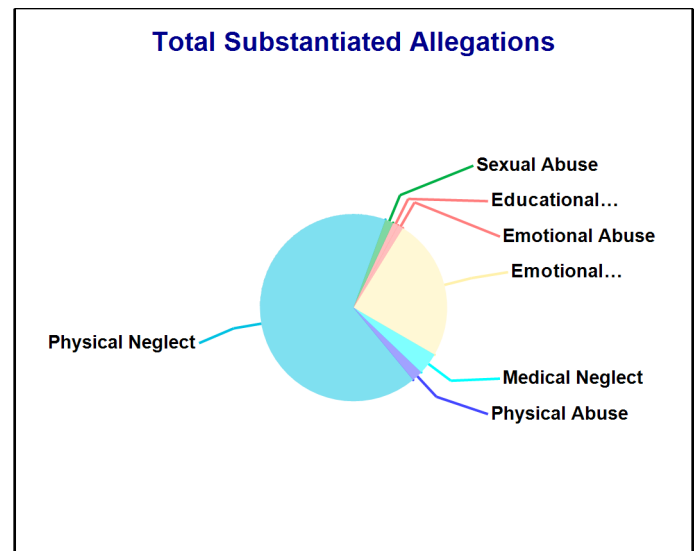 Total Substantiated Allegations
Sexual Abuse
Educational…
Emotional Abuse
Emotional…
Physical Neglect
Medical Neglect
Physical Abuse